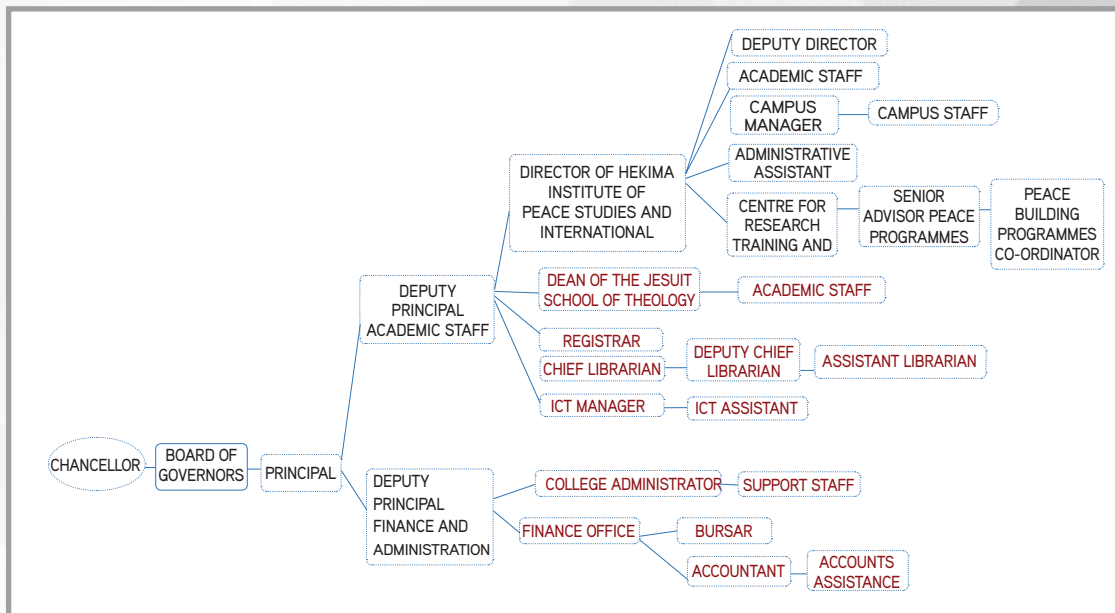 DEPUTY DIRECTOR
ACADEMIC STAFF
CAMPUS
MANAGER
CAMPUS STAFF
ADMINISTRATIVE
ASSISTANT
DIRECTOR OF HEKIMA
INSTITUTE OF
PEACE STUDIES AND
INTERNATIONAL
CENTRE FOR
RESEARCH
TRAINING AND
SENIOR
ADVISOR PEACE
PROGRAMMES
PEACE
BUILDING
PROGRAMMES
CO-ORDINATOR
DEPUTY
PRINCIPAL
ACADEMIC STAFF
DEAN OF THE JESUIT
SCHOOL OF THEOLOGY
ACADEMIC STAFF
REGISTRAR
CHIEF LIBRARIAN
DEPUTY CHIEF
LIBRARIAN
ASSISTANT LIBRARIAN
ICT MANAGER
ICT ASSISTANT
CHANCELLOR
BOARD OF
GOVERNORS
PRINCIPAL
DEPUTY
PRINCIPAL
FINANCE AND
ADMINISTRATION
COLLEGE ADMINISTRATOR
SUPPORT STAFF
FINANCE OFFICE
BURSAR
ACCOUNTANT
ACCOUNTS
ASSISTANCE